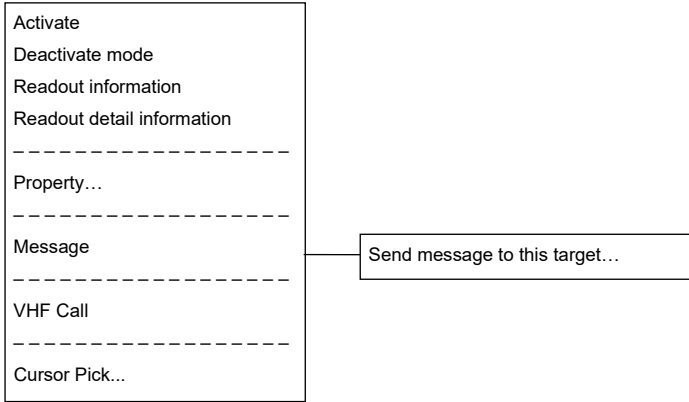 Activate
Deactivate mode
Readout information
Readout detail information
Property…
Message
Send message to this target…
VHF Call
Cursor Pick...